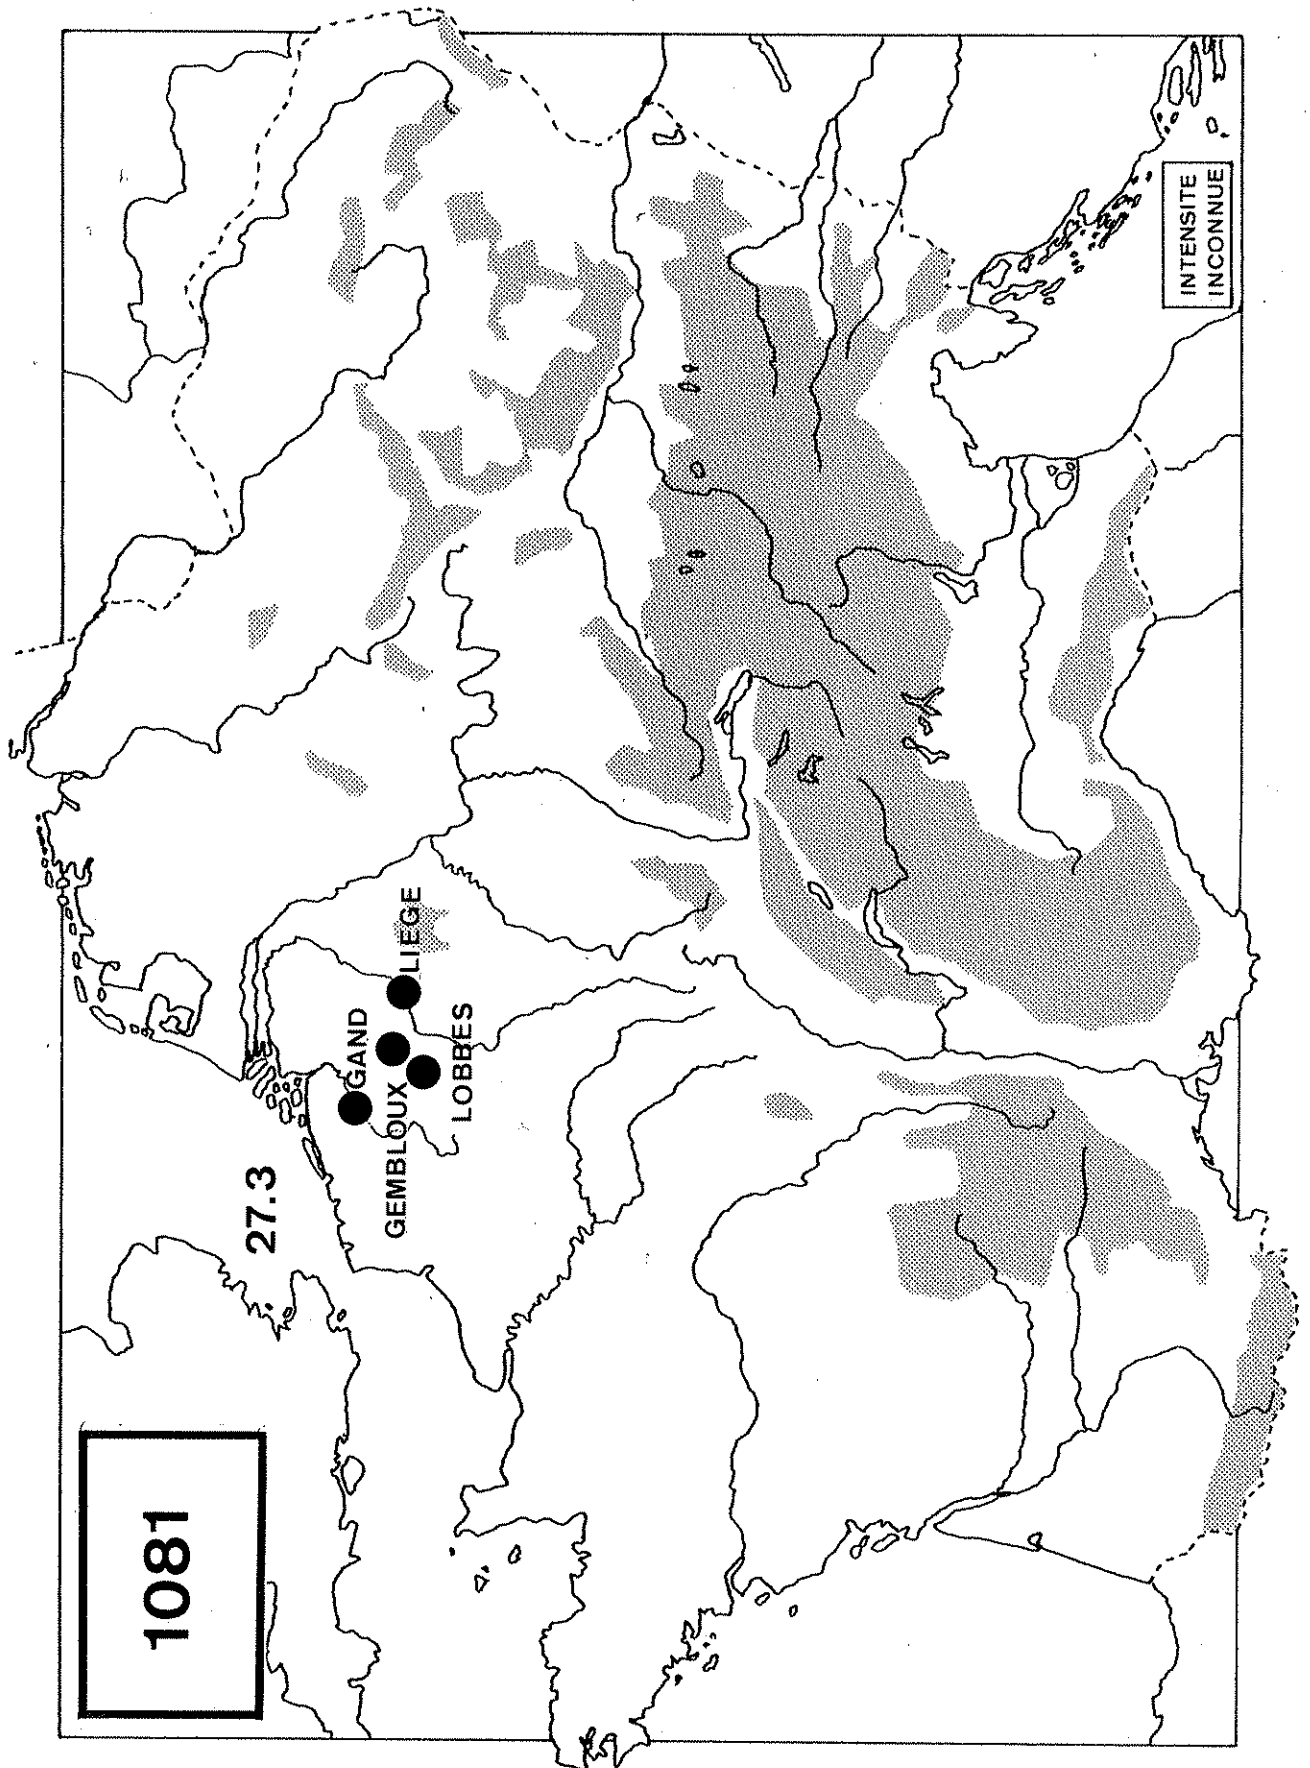 1081
27.3
GAND
GEMBLOUX
LIEGE
LOBBES
INTENSITE
INCONNUE